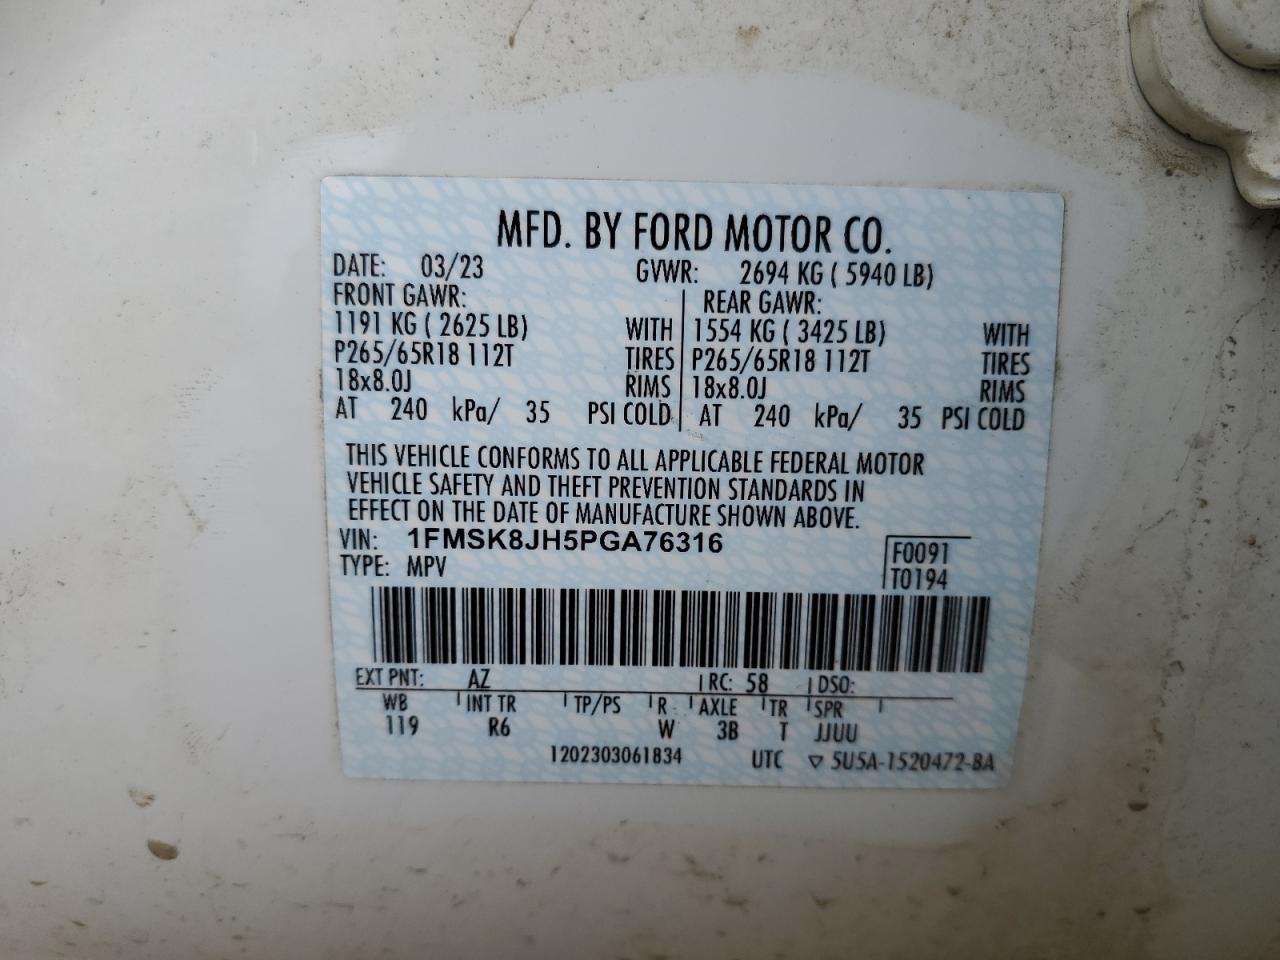 MFD. BY FORD MOTOR CO.
DATE: 03/23 GVWR: 2694 KG ( 5940 LB)
FRONT GAWR: REAR GAWR:
1191 KG ( 2625 LB) WITH 1554 KG ( 3425 LB) WITH
P265/65R18 112T TIRES P265/65R18 112T TIRES
18x8.0J RIMS 18x8.0J RIMS
AT 240 kPa/ 35 PSI COLD AT 240 kPa/ 35 PSI COLD
THIS VEHICLE CONFORMS TO ALL APPLICABLE FEDERAL MOTOR
VEHICLE SAFETY AND THEFT PREVENTION STANDARDS IN
EFFECT ON THE DATE OF MANUFACTURE SHOWN ABOVE.
VIN: 1FMSK8JH5PGA76316 F0091
TYPE: MPV T0194
EXT PNT: AZ RC: 58 DSO:
WB INT TR TP/PS R AXLE TR SPR
119 R6 W 3B T JJUU
1202303061834 UTC ▽ 5U5A-1520472-BA